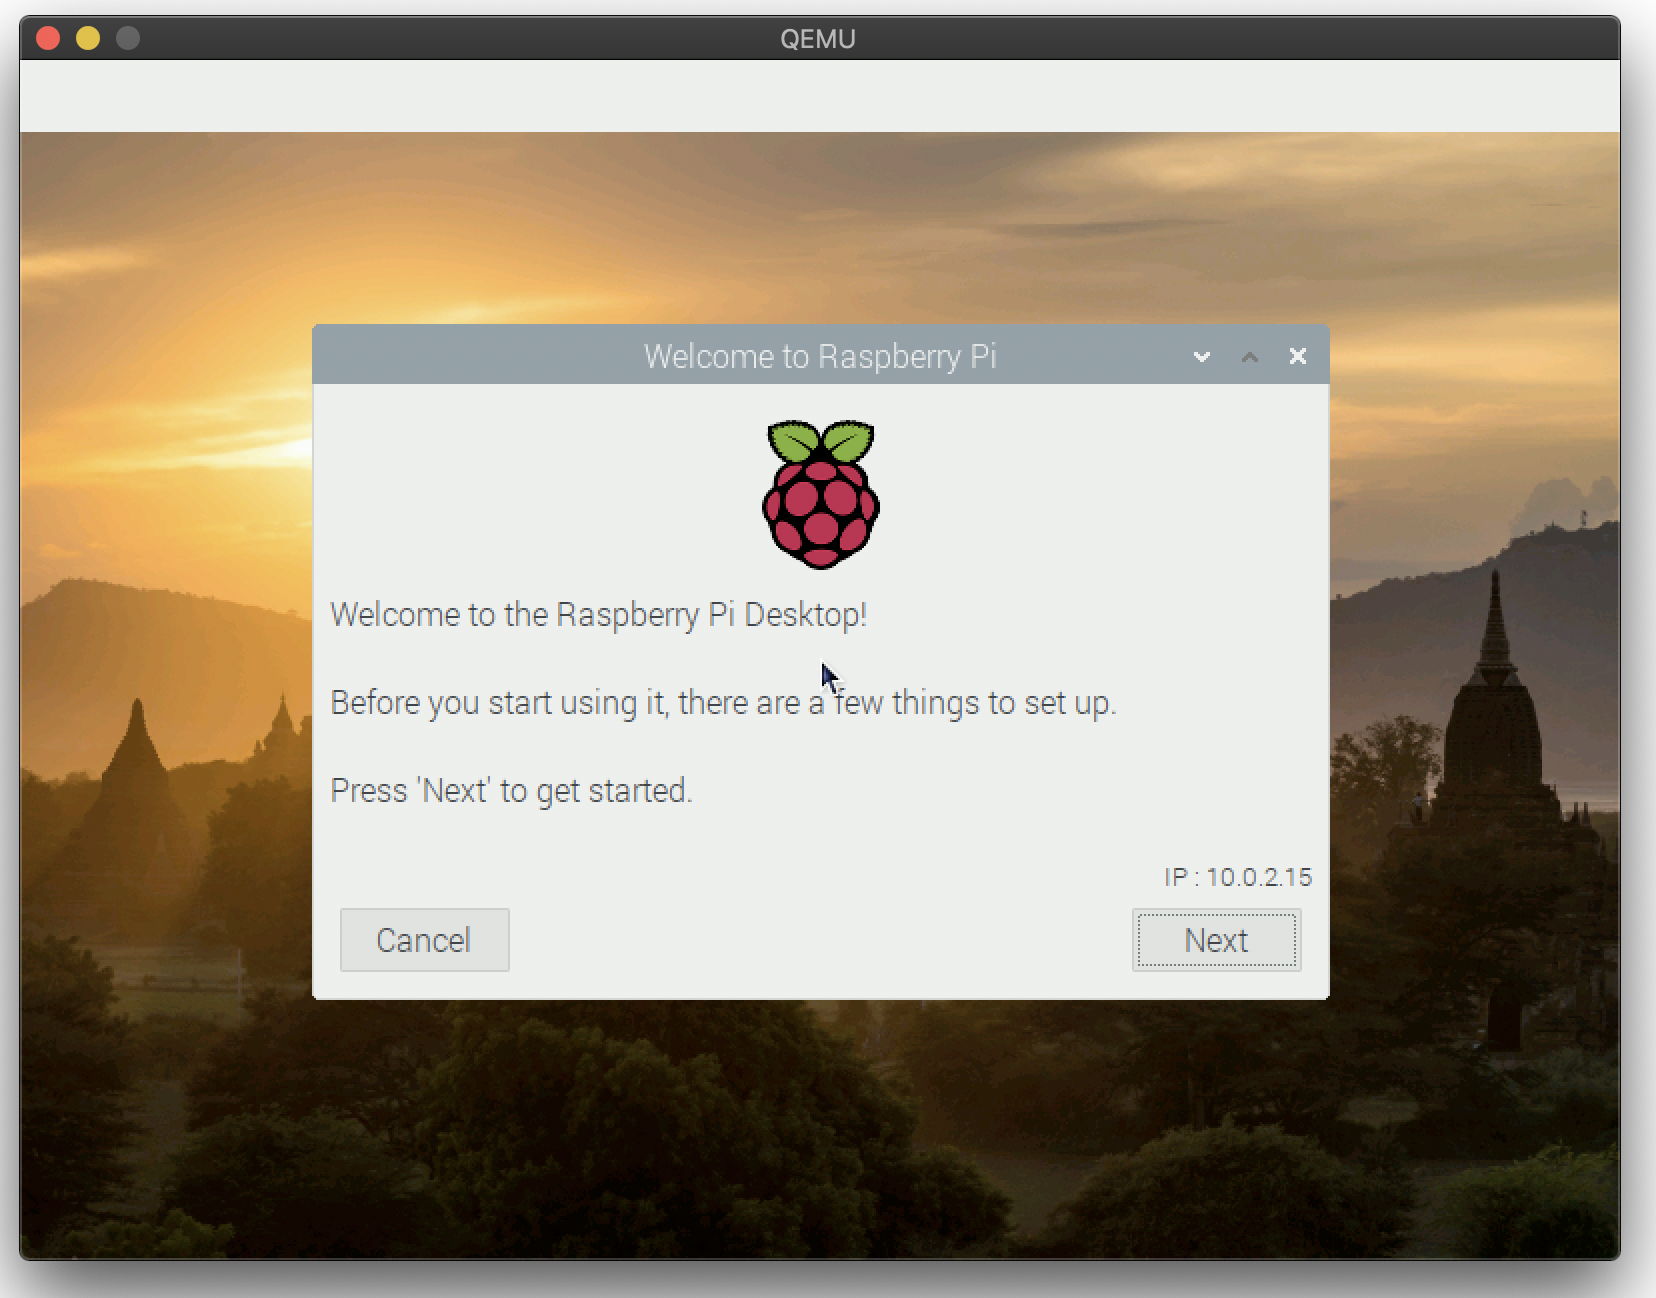 QEMU
Welcome to Raspberry Pi
Welcome to the Raspberry Pi Desktop!
Before you start using it, there are a few things to set up.
Press 'Next' to get started.
IP : 10.0.2.15
Cancel
Next